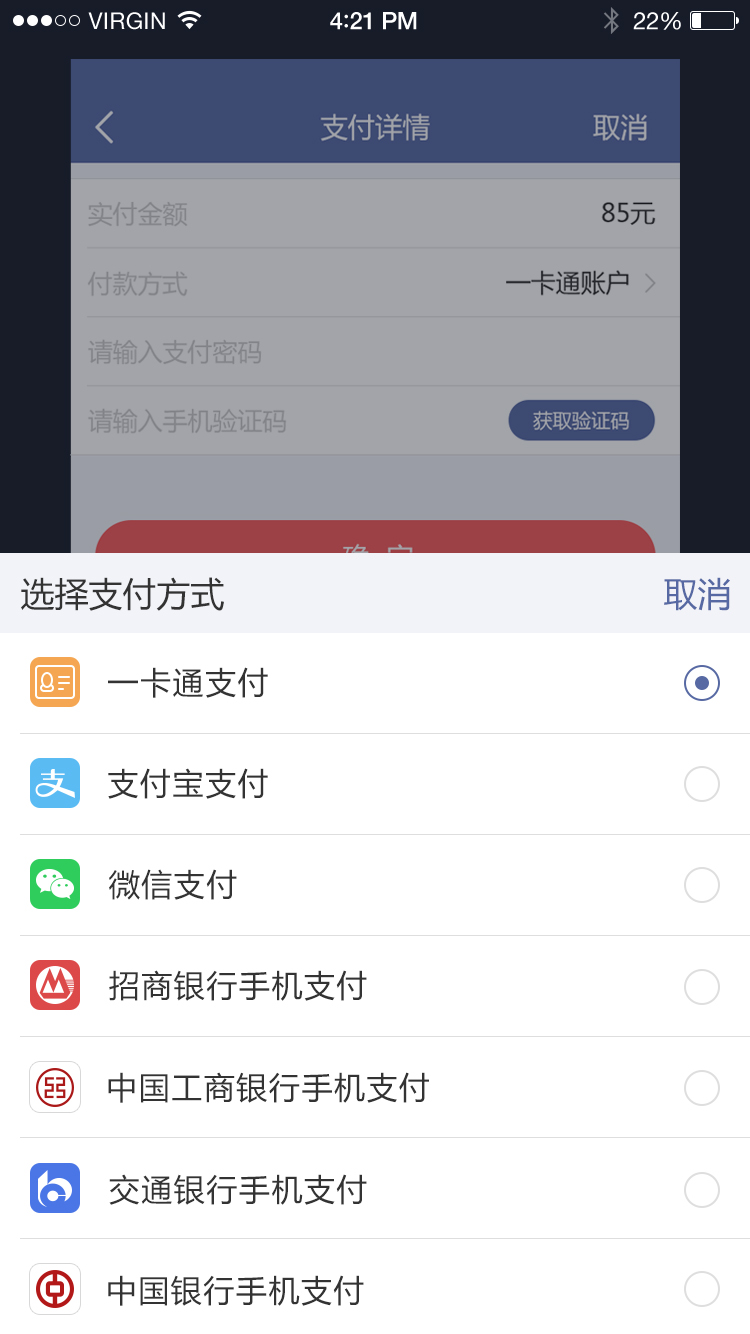 VIRGIN 4:21 PM 22%
支付详情 取消
实付金额 85元
付款方式 一卡通账户
请输入支付密码
请输入手机验证码 获取验证码
确 定
选择支付方式 取消
一卡通支付
支付宝支付
微信支付
招商银行手机支付
中国工商银行手机支付
交通银行手机支付
中国银行手机支付